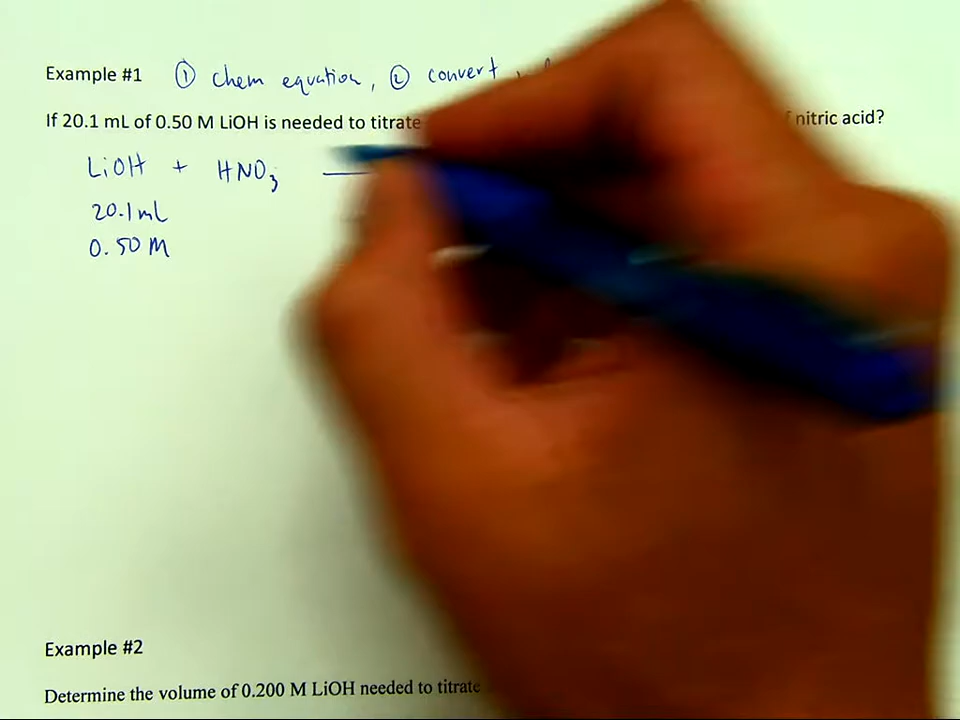 Example #1 ① chem equation, ② convert,
If 20.1 mL of 0.50 M LiOH is needed to titrate nitric acid?
LiOH + HNO₃ —
20.1 mL
0.50 M
Example #2
Determine the volume of 0.200 M LiOH needed to titrate